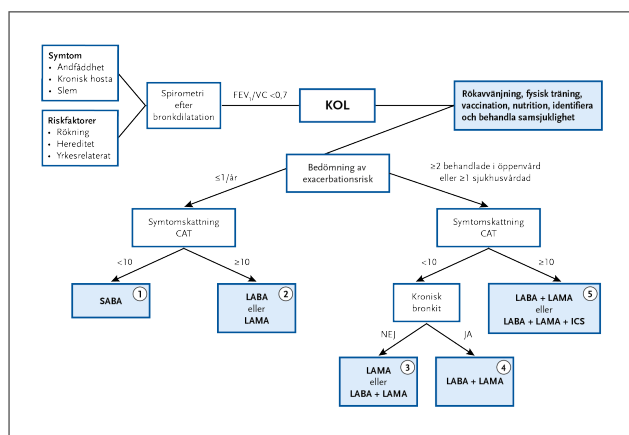 Symtom
• Andfåddhet
• Kronisk hosta
• Slem
Riskfaktorer
• Rökning
• Hereditet
• Yrkesrelaterat
Spirometri
efter
bronkdilatation
FEV₁/VC <0,7
KOL
Rökavvänjning, fysisk träning,
vaccination, nutrition, identifiera
och behandla samsjuklighet
Bedömning av
exacerbationsrisk
≤1/år
≥2 behandlade i öppenvård
eller ≥1 sjukhusvårdad
Symtomskattning
CAT
Symtomskattning
CAT
<10
≥10
<10
≥10
SABA
1
LABA
eller
LAMA
2
Kronisk
bronkit
LABA + LAMA
eller
LABA + LAMA + ICS
5
NEJ
JA
LAMA
eller
LABA + LAMA
3
LABA + LAMA
4